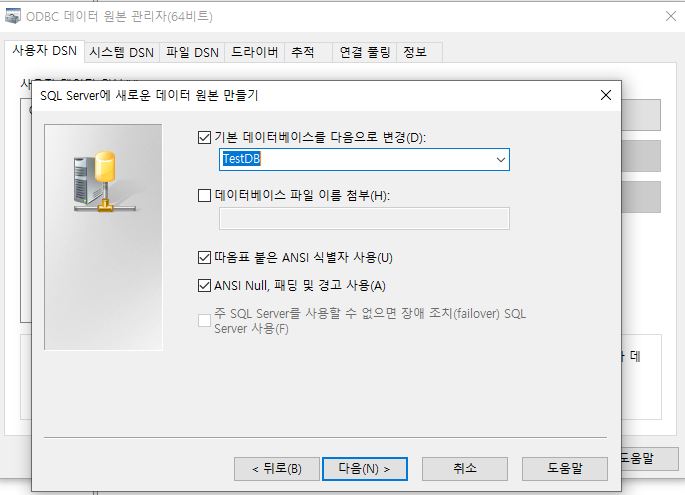 ODBC 데이터 원본 관리자(64비트)
사용자 DSN 시스템 DSN 파일 DSN 드라이버 추적 연결 풀링 정보
SQL Server에 새로운 데이터 원본 만들기
기본 데이터베이스를 다음으로 변경(D):
TestDB
데이터베이스 파일 이름 첨부(H):
따옴표 붙은 ANSI 식별자 사용(U)
ANSI Null, 패딩 및 경고 사용(A)
주 SQL Server를 사용할 수 없으면 장애 조치(failover) SQL
Server 사용(F)
데
< 뒤로(B) 다음(N) > 취소 도움말
도움말